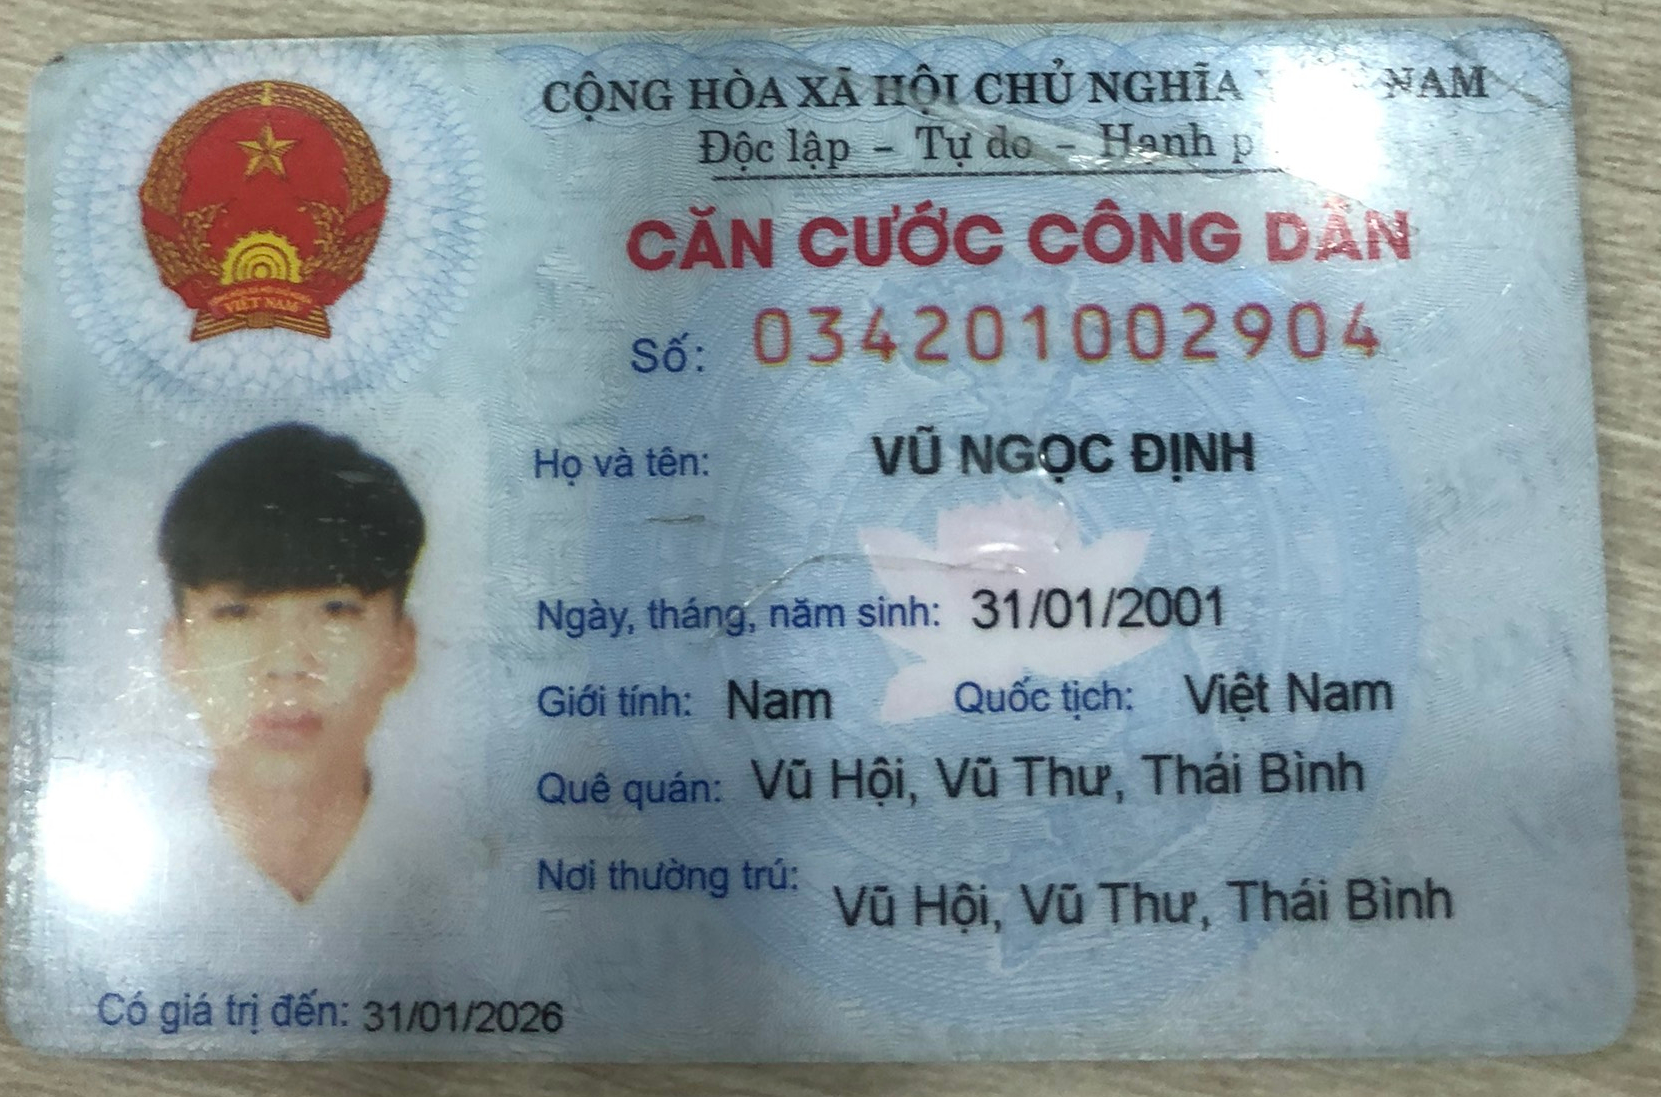 CỘNG HÒA XÃ HỘI CHỦ NGHĨA NAM
Độc lập - Tự do - Hạnh
CĂN CƯỚC CÔNG DÂN
Số: 034201002904
Họ và tên: VŨ NGỌC ĐỊNH
Ngày, tháng, năm sinh: 31/01/2001
Giới tính: Nam Quốc tịch: Việt Nam
Quê quán: Vũ Hội, Vũ Thư, Thái Bình
Nơi thường trú: Vũ Hội, Vũ Thư, Thái Bình
Có giá trị đến: 31/01/2026
VIỆT NAM